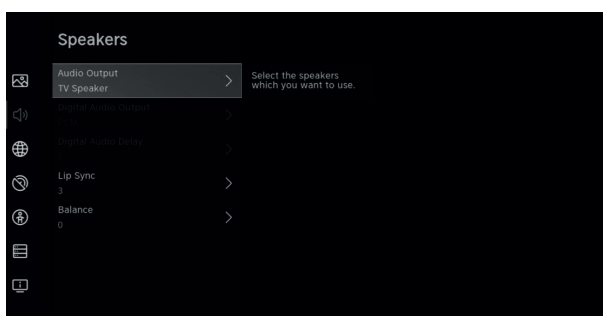 Speakers
Audio Output
TV Speaker
Select the speakers
which you want to use.
Digital Audio Output
Digital Audio Delay
Lip Sync
3
Balance
0